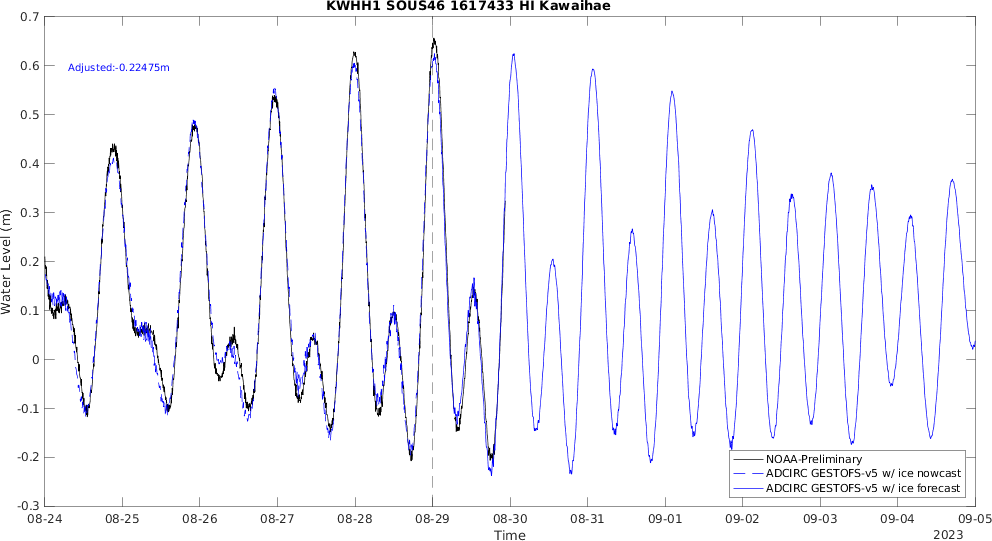 KWHH1 SOUS46 1617433 HI Kawaihae
Adjusted:-0.22475m
Water Level (m)
0.7
0.6
0.5
0.4
0.3
0.2
0.1
0
-0.1
-0.2
-0.3
NOAA-Preliminary
ADCIRC GESTOFS-v5 w/ ice nowcast
ADCIRC GESTOFS-v5 w/ ice forecast
08-24 08-25 08-26 08-27 08-28 08-29 08-30 08-31 09-01 09-02 09-03 09-04 09-05
Time
2023